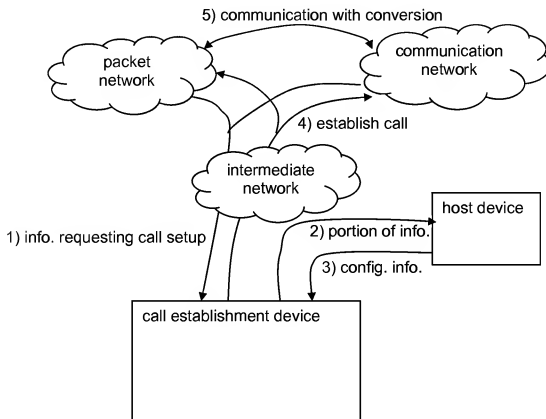 5) communication with conversion
packet
network
communication
network
4) establish call
intermediate
network
host device
1) info. requesting call setup
2) portion of info.
3) config. info.
call establishment device